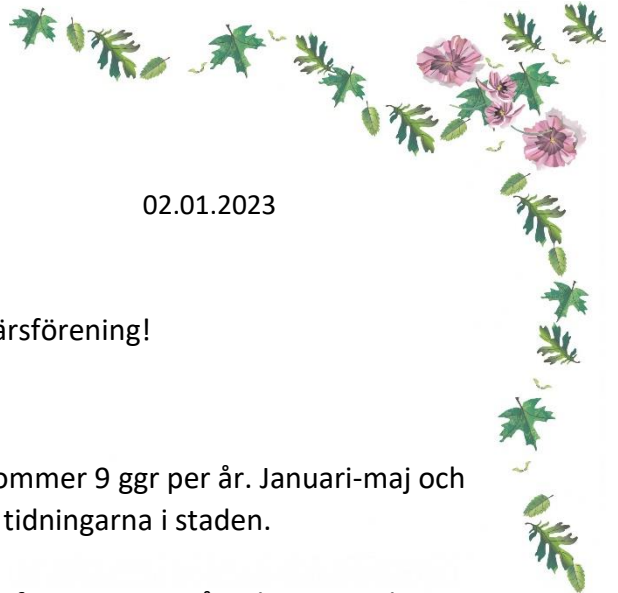 02.01.2023
ärsförening!
ommer 9 ggr per år. Januari-maj och
tidningarna i staden.